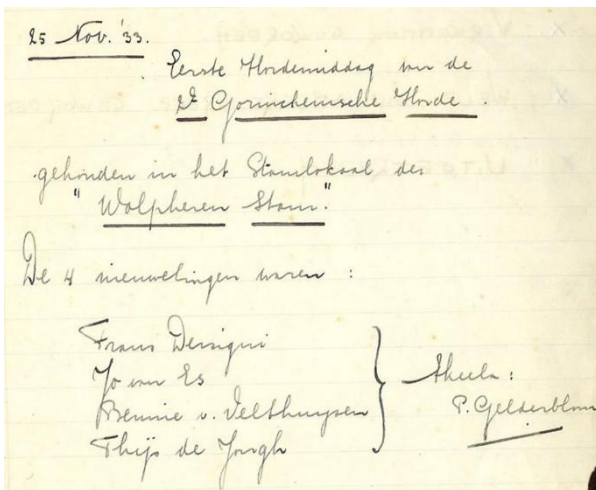 25 Nov. '33.
Eerste Hordemiddag van de
2e Gorinchemsche Horde.
gehouden in het Stamlokaal der
"Wolpheren Stam."
De 4 nieuwelingen waren :
Frans Dersigni
Jo van Es
Bennie v. Velthuysen
Thijs de Jongh
Akela :
P. Gelderblom